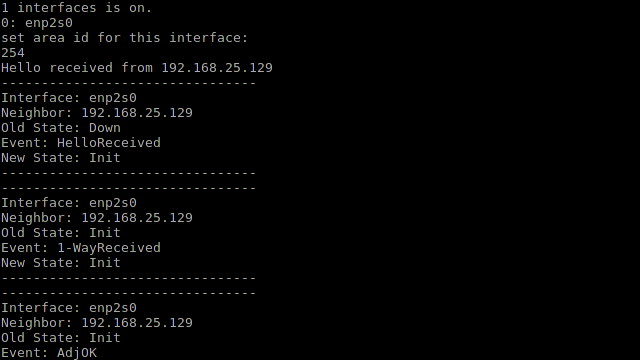 1 interfaces is on.
0: enp2s0
set area id for this interface:
254
Hello received from 192.168.25.129
--------------------------------
Interface: enp2s0
Neighbor: 192.168.25.129
Old State: Down
Event: HelloReceived
New State: Init
--------------------------------
--------------------------------
Interface: enp2s0
Neighbor: 192.168.25.129
Old State: Init
Event: 1-WayReceived
New State: Init
--------------------------------
--------------------------------
Interface: enp2s0
Neighbor: 192.168.25.129
Old State: Init
Event: AdjOK